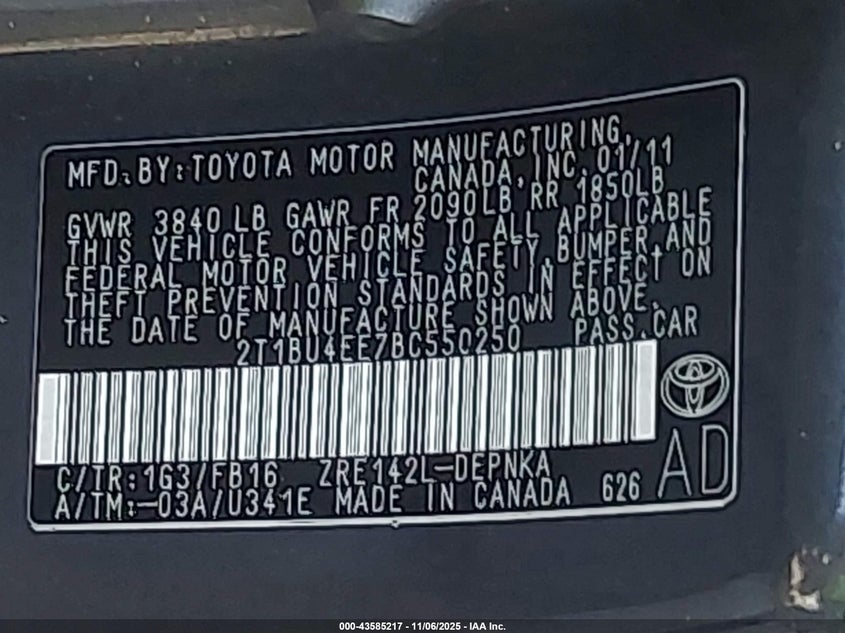 MFD. BY: TOYOTA MOTOR MANUFACTURING,
CANADA, INC. 01/11
GVWR 3840 LB GAWR FR 2090LB RR 1850LB
THIS VEHICLE CONFORMS TO ALL APPLICABLE
FEDERAL MOTOR VEHICLE SAFETY, BUMPER, AND
THEFT PREVENTION STANDARDS IN EFFECT ON
THE DATE OF MANUFACTURE SHOWN ABOVE.
2T1BU4EE7BC550250 PASS.CAR
C/TR:1G3/FB16 ZRE142L-DEPNKA
A/TM:-03A/U341E MADE IN CANADA 626
AD
000-43585217 - 11/06/2025 - IAA Inc.